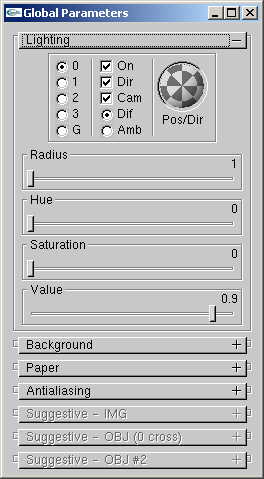 Global Parameters
Lighting
0 On
1 Dir
2 Cam
3 Dif
G Amb
Pos/Dir
Radius
1
Hue
0
Saturation
0
Value
0.9
Background +
Paper +
Antialiasing +
Suggestive - IMG +
Suggestive - OBJ (0 cross) +
Suggestive - OBJ #2 +